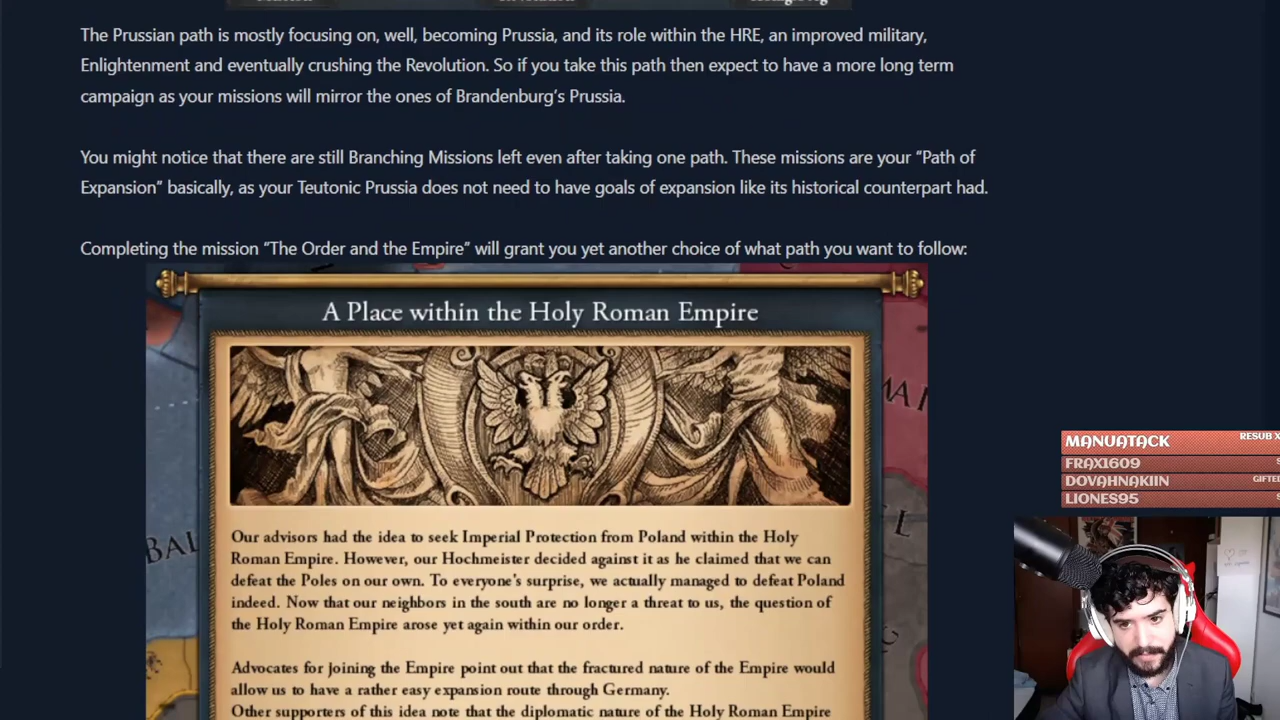 The Prussian path is mostly focusing on, well, becoming Prussia, and its role within the HRE, an improved military,
Enlightenment and eventually crushing the Revolution. So if you take this path then expect to have a more long term
campaign as your missions will mirror the ones of Brandenburg's Prussia.
You might notice that there are still Branching Missions left even after taking one path. These missions are your “Path of
Expansion” basically, as your Teutonic Prussia does not need to have goals of expansion like its historical counterpart had.
Completing the mission “The Order and the Empire” will grant you yet another choice of what path you want to follow:
A Place within the Holy Roman Empire
Our advisors had the idea to seek Imperial Protection from Poland within the Holy
Roman Empire. However, our Hochmeister decided against it as he claimed that we can
defeat the Poles on our own. To everyone's surprise, we actually managed to defeat Poland
indeed. Now that our neighbors in the south are no longer a threat to us, the question of
the Holy Roman Empire arose yet again within our order.
Advocates for joining the Empire point out that the fractured nature of the Empire would
allow us to have a rather easy expansion route through Germany.
Other supporters of this idea note that the diplomatic nature of the Holy Roman Empire
BAL
MANUATACK
RESUB X
FRAX1609
DOVAHNAKIIN
GIFTED
LIONES95